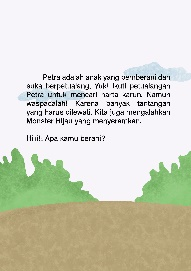 Petra adalah anak yang pemberani dan
suka berpetualang. Yuk! Ikuti petualangan
Petra untuk mencari harta karun. Namun
waspadalah! Karena banyak tantangan
yang harus dilewati. Kita juga mengalahkan
Monster Hijau yang menyeramkan.
Hihi!. Apa kamu berani?